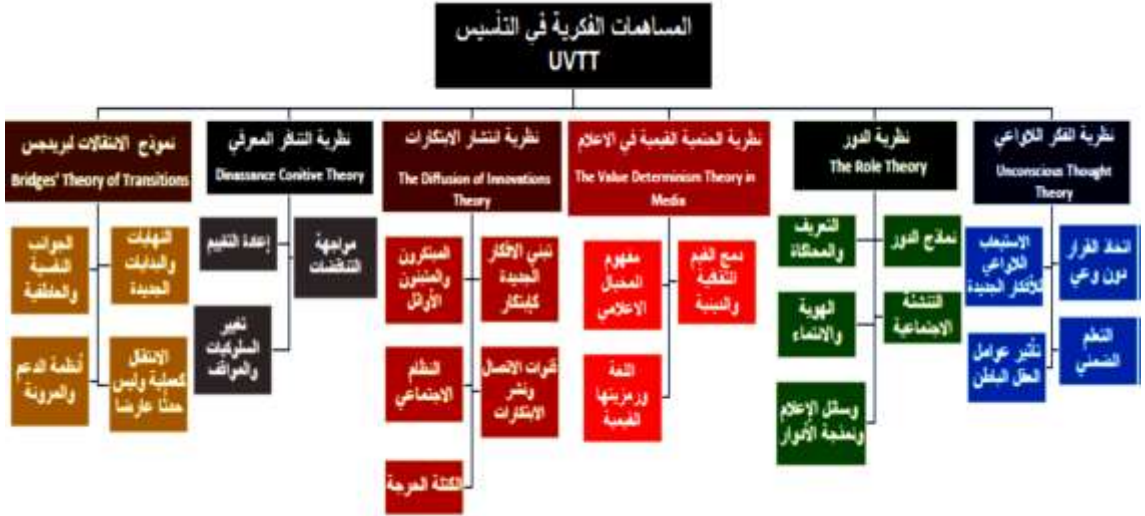 المساهمات الفكرية في التأسيس
UVTT
نظرية الفكر اللاواعي
Unconscious Thought
Theory
اتخاذ القرار
دون وعي
الاستيعاب
اللاواعي
للأفكار الجديدة
التعلم
الضمني
تأثير عوامل
العقل الباطن
نظرية الدور
The Role Theory
نماذج الدور
التعريف
والمحاكاة
التنشئة
الاجتماعية
الهوية
والانتماء
وسائل الإعلام
ونمذجة الأدوار
نظرية الحتمية القيمية في الاعلام
The Value Determinism Theory in
Media
دمج القيم
الثقافية
والدينية
مفهوم
المخيال
الاعلامي
اللغة
ورمزيتها
القيمية
نظرية انتشار الابتكارات
The Diffusion of Innovations
Theory
تبني الأفكار
الجديدة
كابتكار
المبتكرون
والمتبنون
الأوائل
قنوات الاتصال
ونشر
الابتكارات
النظام
الاجتماعي
الكتلة الحرجة
نظرية التنافر المعرفي
Dinassance Conitive Theory
مواجهة
التناقضات
إعادة التقييم
تغيير
السلوكيات
والمواقف
نموذج الانتقالات لبريدجس
Bridges' Theory of Transitions
النهايات
والبدايات
الجديدة
الجوانب
النفسية
والعاطفية
الانتقال
كعملية وليس
حدثا عارضا
أنظمة الدعم
والمرونة